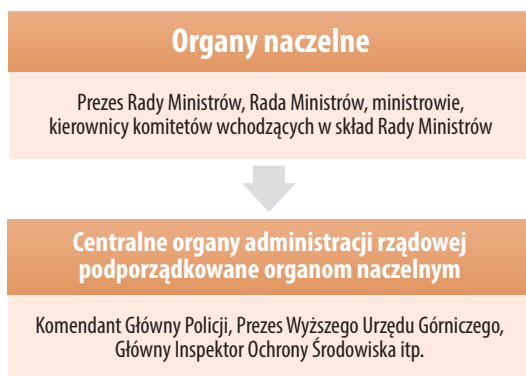 Organy naczelne
Prezes Rady Ministrów, Rada Ministrów, ministrowie,
kierownicy komitetów wchodzących w skład Rady Ministrów
Centralne organy administracji rządowej
podporządkowane organom naczelnym
Komendant Główny Policji, Prezes Wyższego Urzędu Górniczego,
Główny Inspektor Ochrony Środowiska itp.